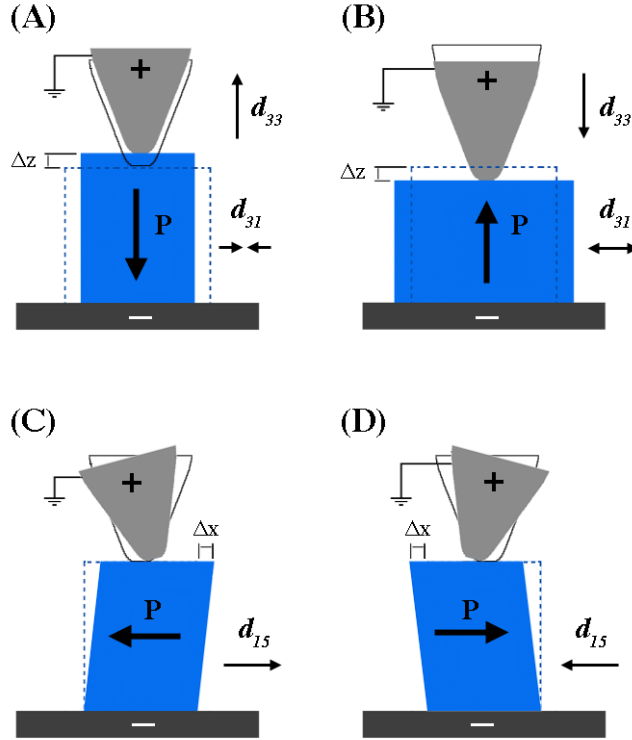 (A)
+
d33
Δz
P
d31
—
(B)
+
d33
Δz
P
d31
—
(C)
+
Δx
P
d15
—
(D)
+
Δx
P
d15
—